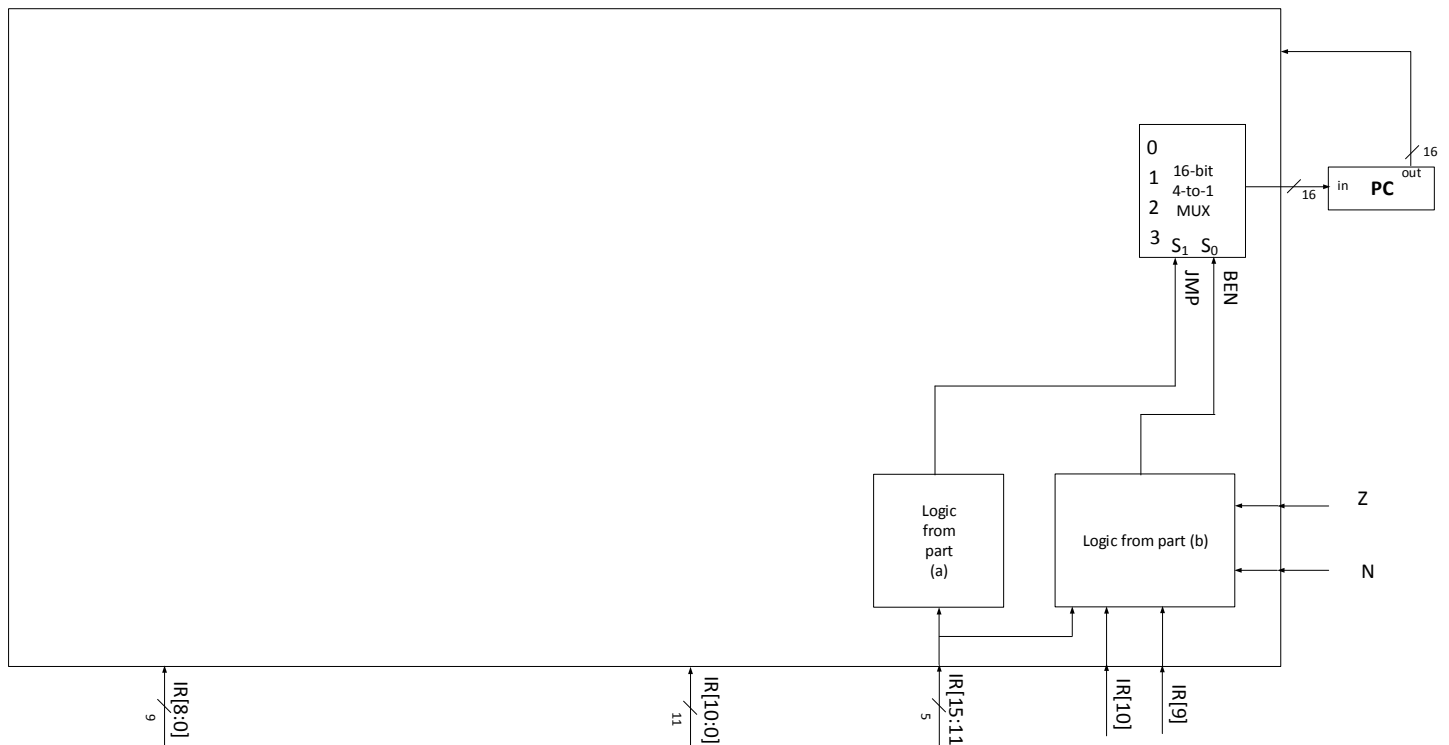 0
1
2
3
16-bit
4-to-1
MUX
S1 S0
JMP
BEN
16
16
in
PC
out
Logic
from
part
(a)
Logic from part (b)
Z
N
IR[8:0]
9
IR[10:0]
11
IR[15:11]
5
IR[10]
IR[9]